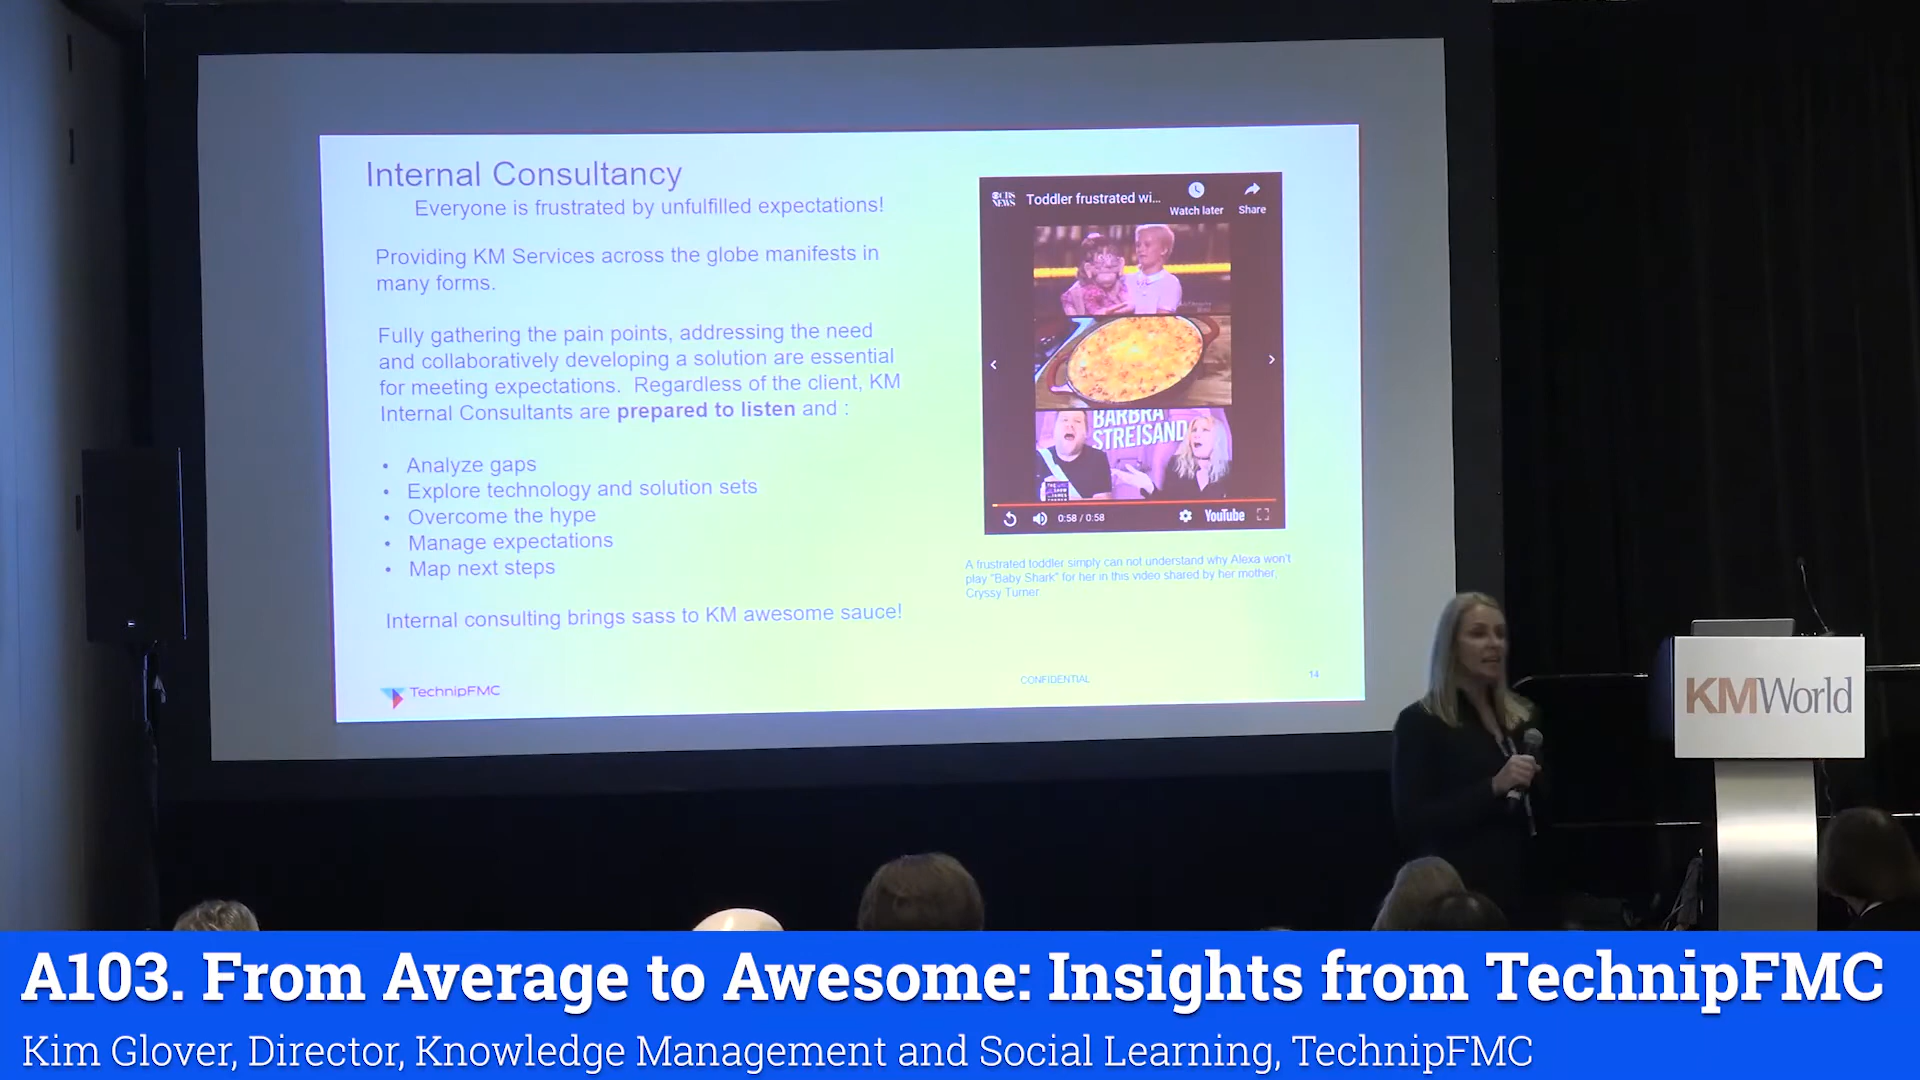 Internal Consultancy
Everyone is frustrated by unfulfilled expectations!
Providing KM Services across the globe manifests in
many forms.
Fully gathering the pain points, addressing the need
and collaboratively developing a solution are essential
for meeting expectations. Regardless of the client, KM
Internal Consultants are prepared to listen and :
• Analyze gaps
• Explore technology and solution sets
• Overcome the hype
• Manage expectations
• Map next steps
Internal consulting brings sass to KM awesome sauce!
TechnipFMC
CBS NEWS
Toddler frustrated wi...
Watch later
Share
BARBRA
STREISAND
0:58 / 0:58
YouTube
A frustrated toddler simply can not understand why Alexa won't
play "Baby Shark" for her in this video shared by her mother,
Cryssy Turner.
CONFIDENTIAL
14
KMWorld
A103. From Average to Awesome: Insights from TechnipFMC
Kim Glover, Director, Knowledge Management and Social Learning, TechnipFMC